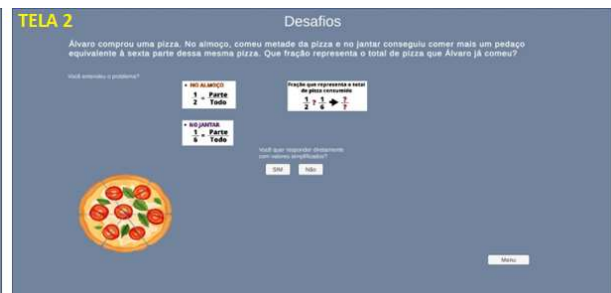 TELA 2
Desafios
Álvaro comprou uma pizza. No almoço, comeu metade da pizza e no jantar conseguiu comer mais um pedaço
equivalente à sexta parte dessa mesma pizza. Que fração representa o total de pizza que Álvaro já comeu?
Você entendeu o problema?
• NO ALMOÇO
1/2 = Parte/Todo
Fração que representa o total
de pizza consumido
1/2 ? 1/6 → ?/?
• NO JANTAR
1/6 = Parte/Todo
Você quer responder diretamente
com valores simplificados?
SIM Não
Menu